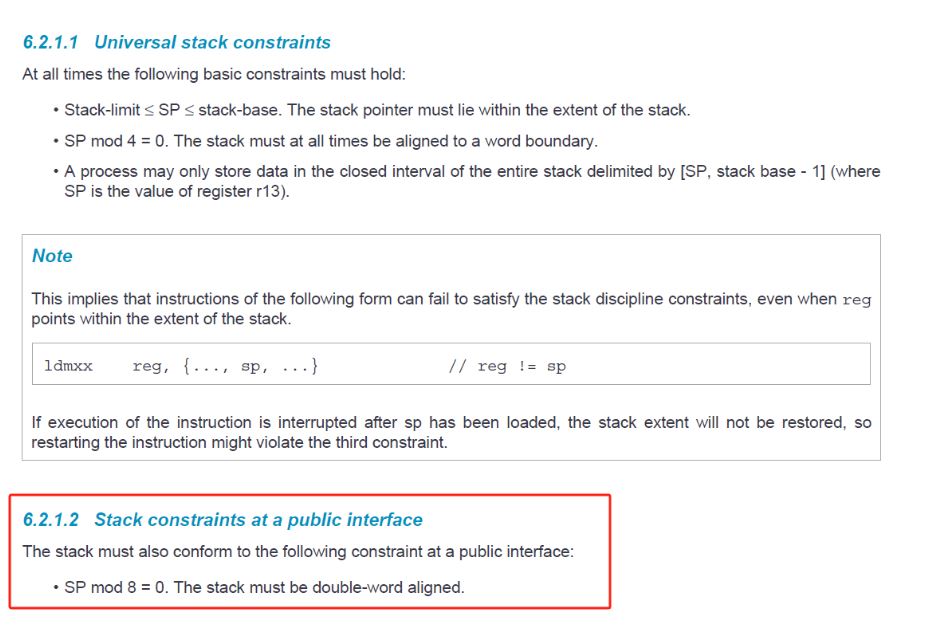 6.2.1.1 Universal stack constraints
At all times the following basic constraints must hold:
• Stack-limit ≤ SP ≤ stack-base. The stack pointer must lie within the extent of the stack.
• SP mod 4 = 0. The stack must at all times be aligned to a word boundary.
• A process may only store data in the closed interval of the entire stack delimited by [SP, stack base - 1] (where
SP is the value of register r13).
Note
This implies that instructions of the following form can fail to satisfy the stack discipline constraints, even when reg
points within the extent of the stack.
ldmxx reg, {..., sp, ...} // reg != sp
If execution of the instruction is interrupted after sp has been loaded, the stack extent will not be restored, so
restarting the instruction might violate the third constraint.
6.2.1.2 Stack constraints at a public interface
The stack must also conform to the following constraint at a public interface:
• SP mod 8 = 0. The stack must be double-word aligned.